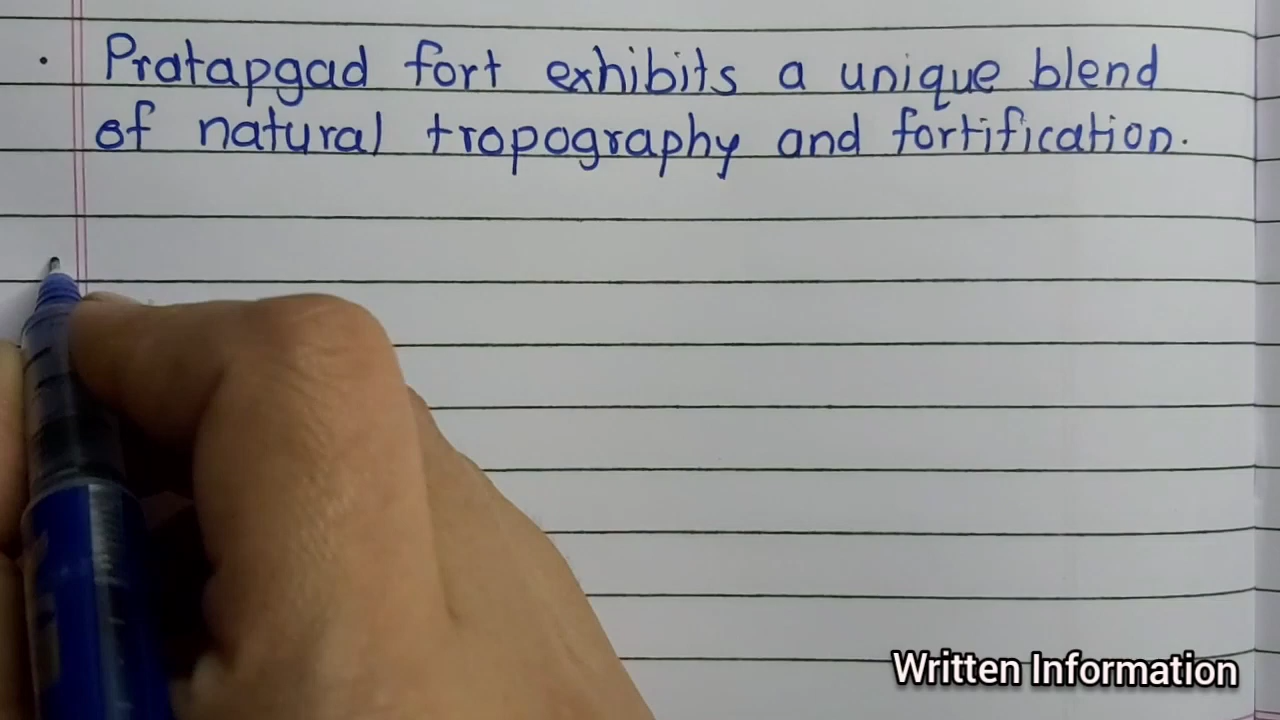 . Pratapgad fort exhibits a unique blend
of natural tropography and fortification.
Written Information